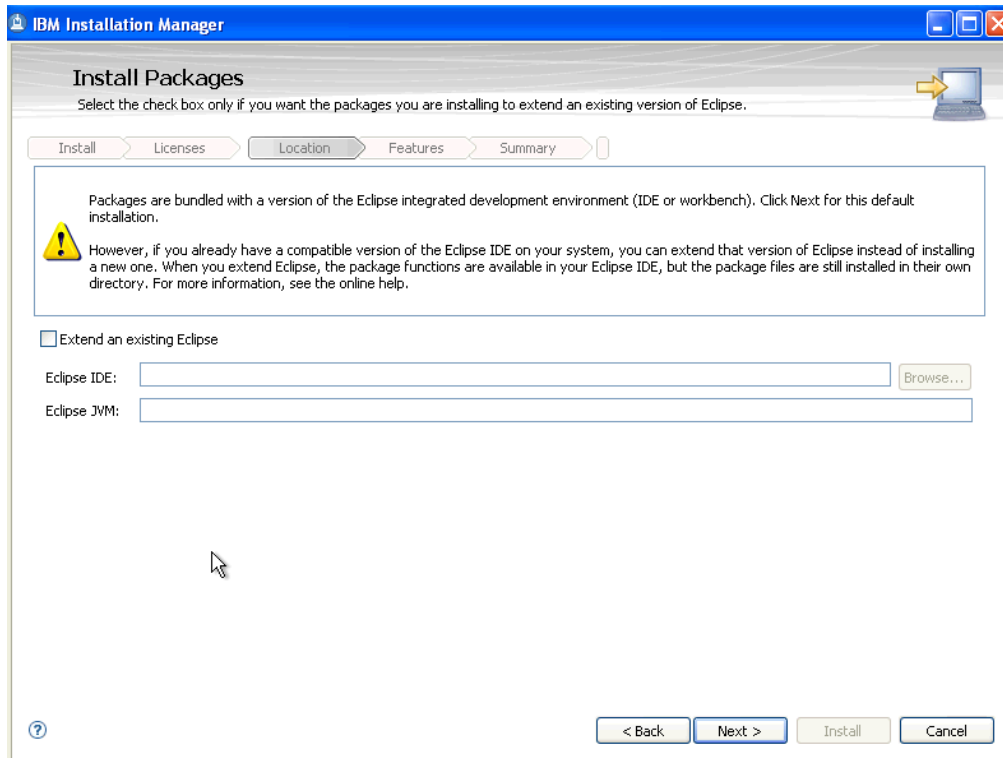 IBM Installation Manager
Install Packages
Select the check box only if you want the packages you are installing to extend an existing version of Eclipse.
Install Licenses Location Features Summary
Packages are bundled with a version of the Eclipse integrated development environment (IDE or workbench). Click Next for this default
installation.
However, if you already have a compatible version of the Eclipse IDE on your system, you can extend that version of Eclipse instead of installing
a new one. When you extend Eclipse, the package functions are available in your Eclipse IDE, but the package files are still installed in their own
directory. For more information, see the online help.
Extend an existing Eclipse
Eclipse IDE: Browse...
Eclipse JVM:
? < Back Next > Install Cancel